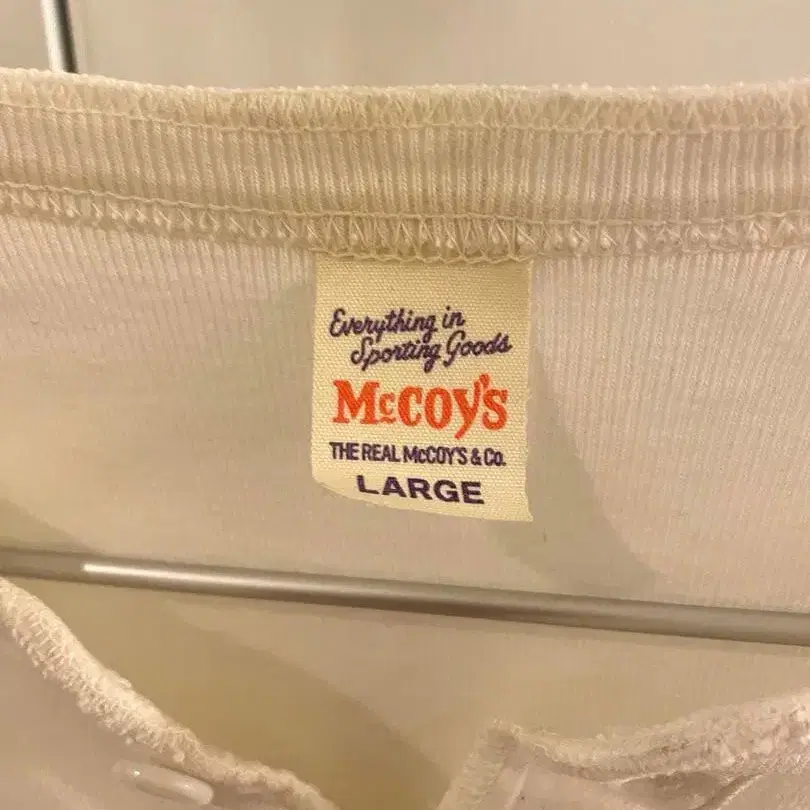 Everything in
Sporting Goods
McCOY'S
THE REAL McCOY'S & Co.
LARGE